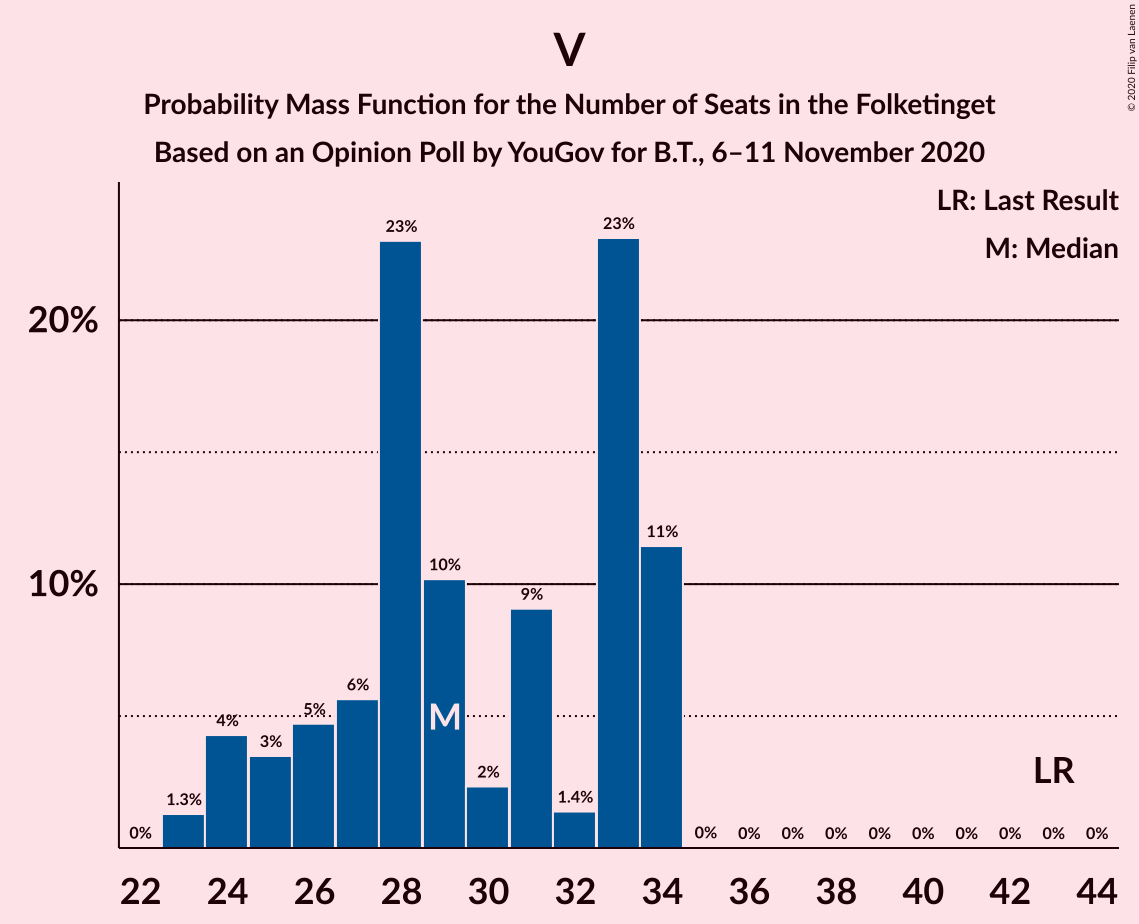 V
Probability Mass Function for the Number of Seats in the Folketinget
Based on an Opinion Poll by YouGov for B.T., 6–11 November 2020
© 2020 Filip van Laenen
LR: Last Result
M: Median
20%
10%
0%
1.3%
4%
3%
5%
6%
23%
10%
2%
9%
1.4%
23%
11%
0%
0%
0%
0%
0%
0%
0%
0%
0%
0%
M
LR
22 24 26 28 30 32 34 36 38 40 42 44